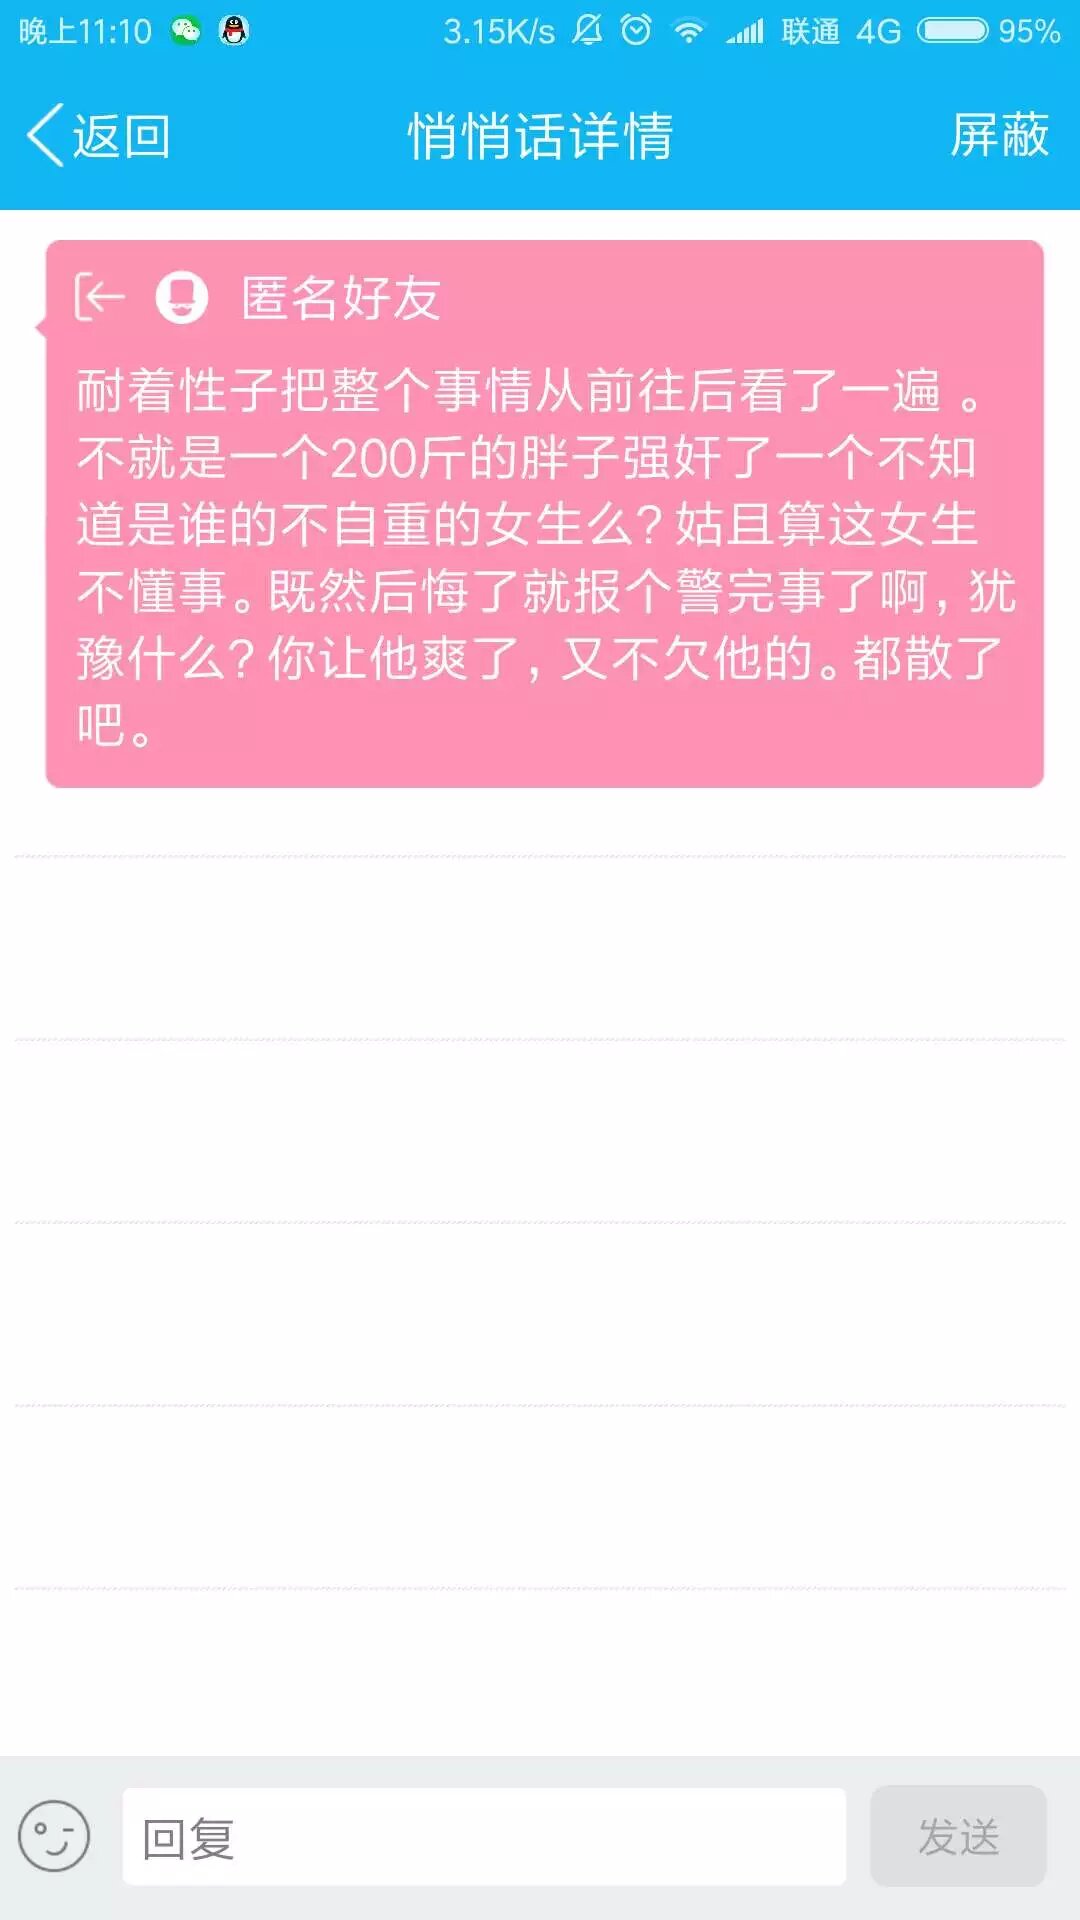 晚上11:10 3.15K/s 联通 4G 95%
返回 悄悄话详情 屏蔽
匿名好友
耐着性子把整个事情从前往后看了一遍 。
不就是一个200斤的胖子强奸了一个不知
道是谁的不自重的女生么？姑且算这女生
不懂事。既然后悔了就报个警完事了啊，犹
豫什么？你让他爽了，又不欠他的。都散了
吧。
回复 发送